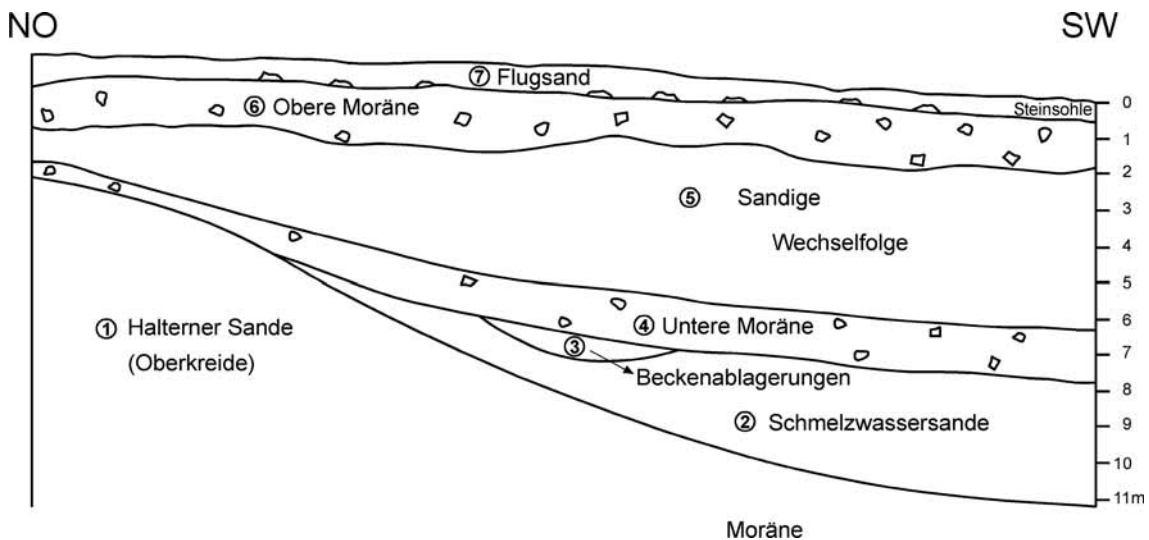 NO
SW
⑦ Flugsand
⑥ Obere Moräne
Steinsohle
0
1
2
3
4
5
6
7
8
9
10
11m
⑤ Sandige
Wechselfolge
① Halterner Sande
(Oberkreide)
④ Untere Moräne
③
Beckenablagerungen
② Schmelzwassersande
Moräne